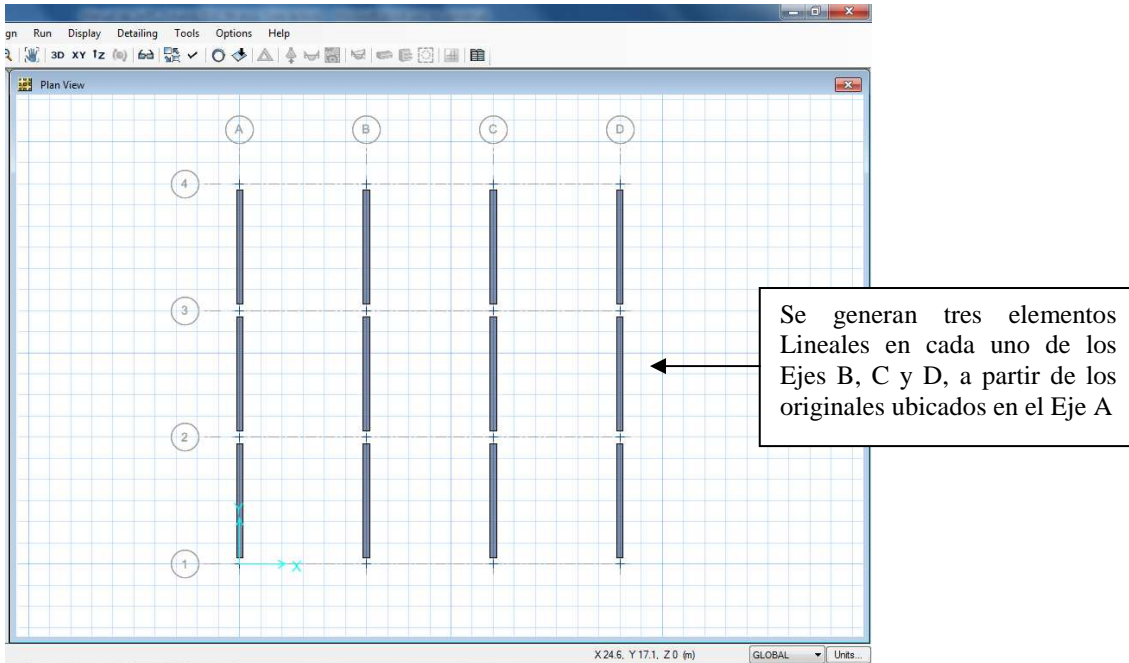 gn Run Display Detailing Tools Options Help
3D XY
Plan View
A B C D
4
3
Se generan tres elementos
Lineales en cada uno de los
Ejes B, C y D, a partir de los
originales ubicados en el Eje A
2
Y
1
X
X 24.6, Y 17.1, Z 0 (m) GLOBAL Units...